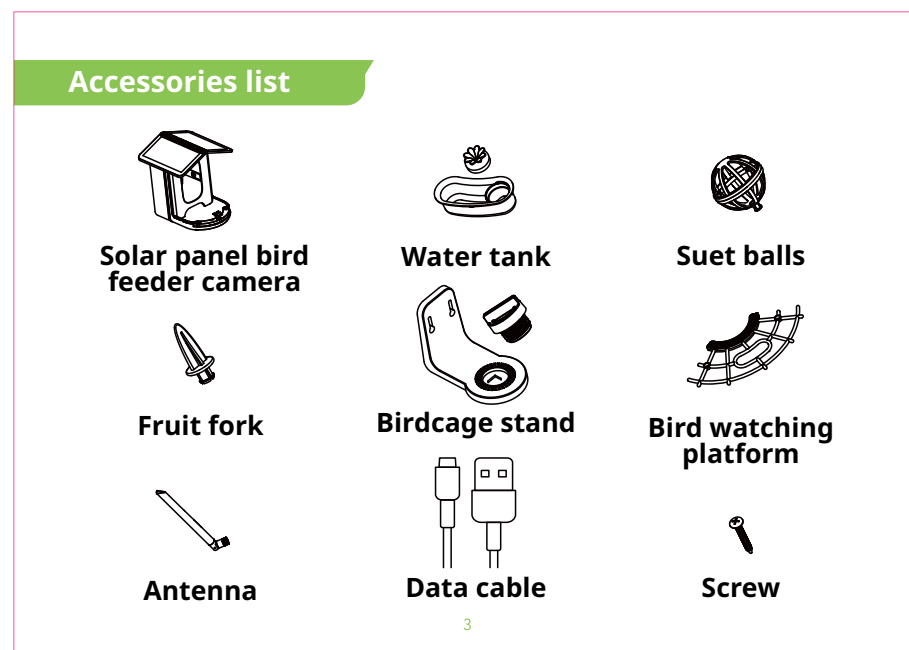 Accessories list
Solar panel bird
feeder camera
Water tank
Suet balls
Fruit fork
Birdcage stand
Bird watching
platform
Antenna
Data cable
Screw
3